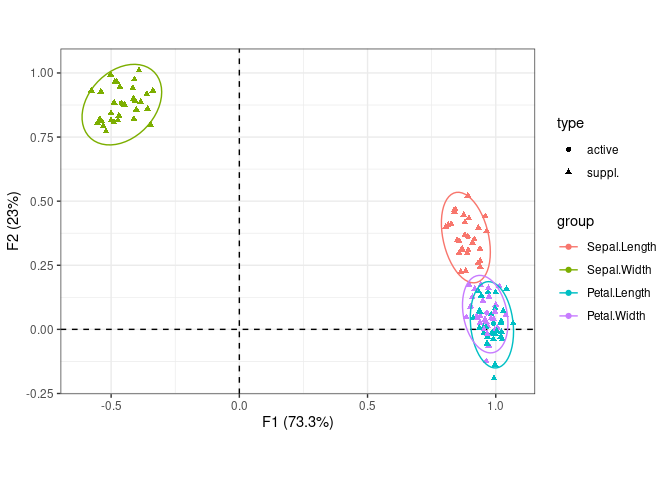 1.00
0.75
0.50
0.25
0.00
-0.25
F2 (23%)
-0.5
0.0
0.5
1.0
F1 (73.3%)
type
active
suppl.
group
Sepal.Length
Sepal.Width
Petal.Length
Petal.Width